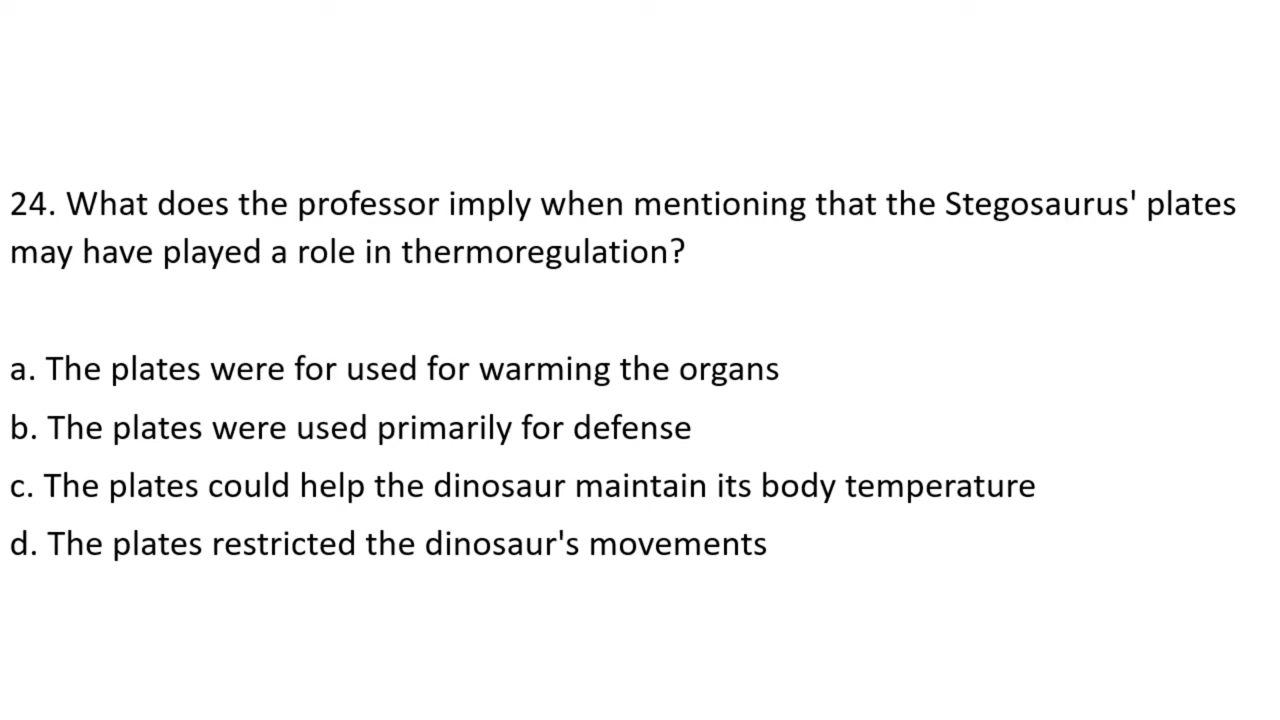 24. What does the professor imply when mentioning that the Stegosaurus' plates
may have played a role in thermoregulation?
a. The plates were for used for warming the organs
b. The plates were used primarily for defense
c. The plates could help the dinosaur maintain its body temperature
d. The plates restricted the dinosaur's movements